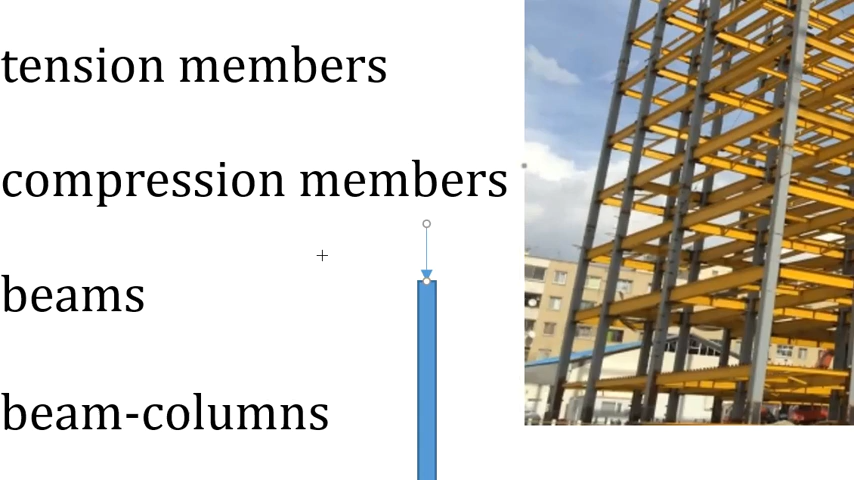 tension members
compression members
beams
beam-columns